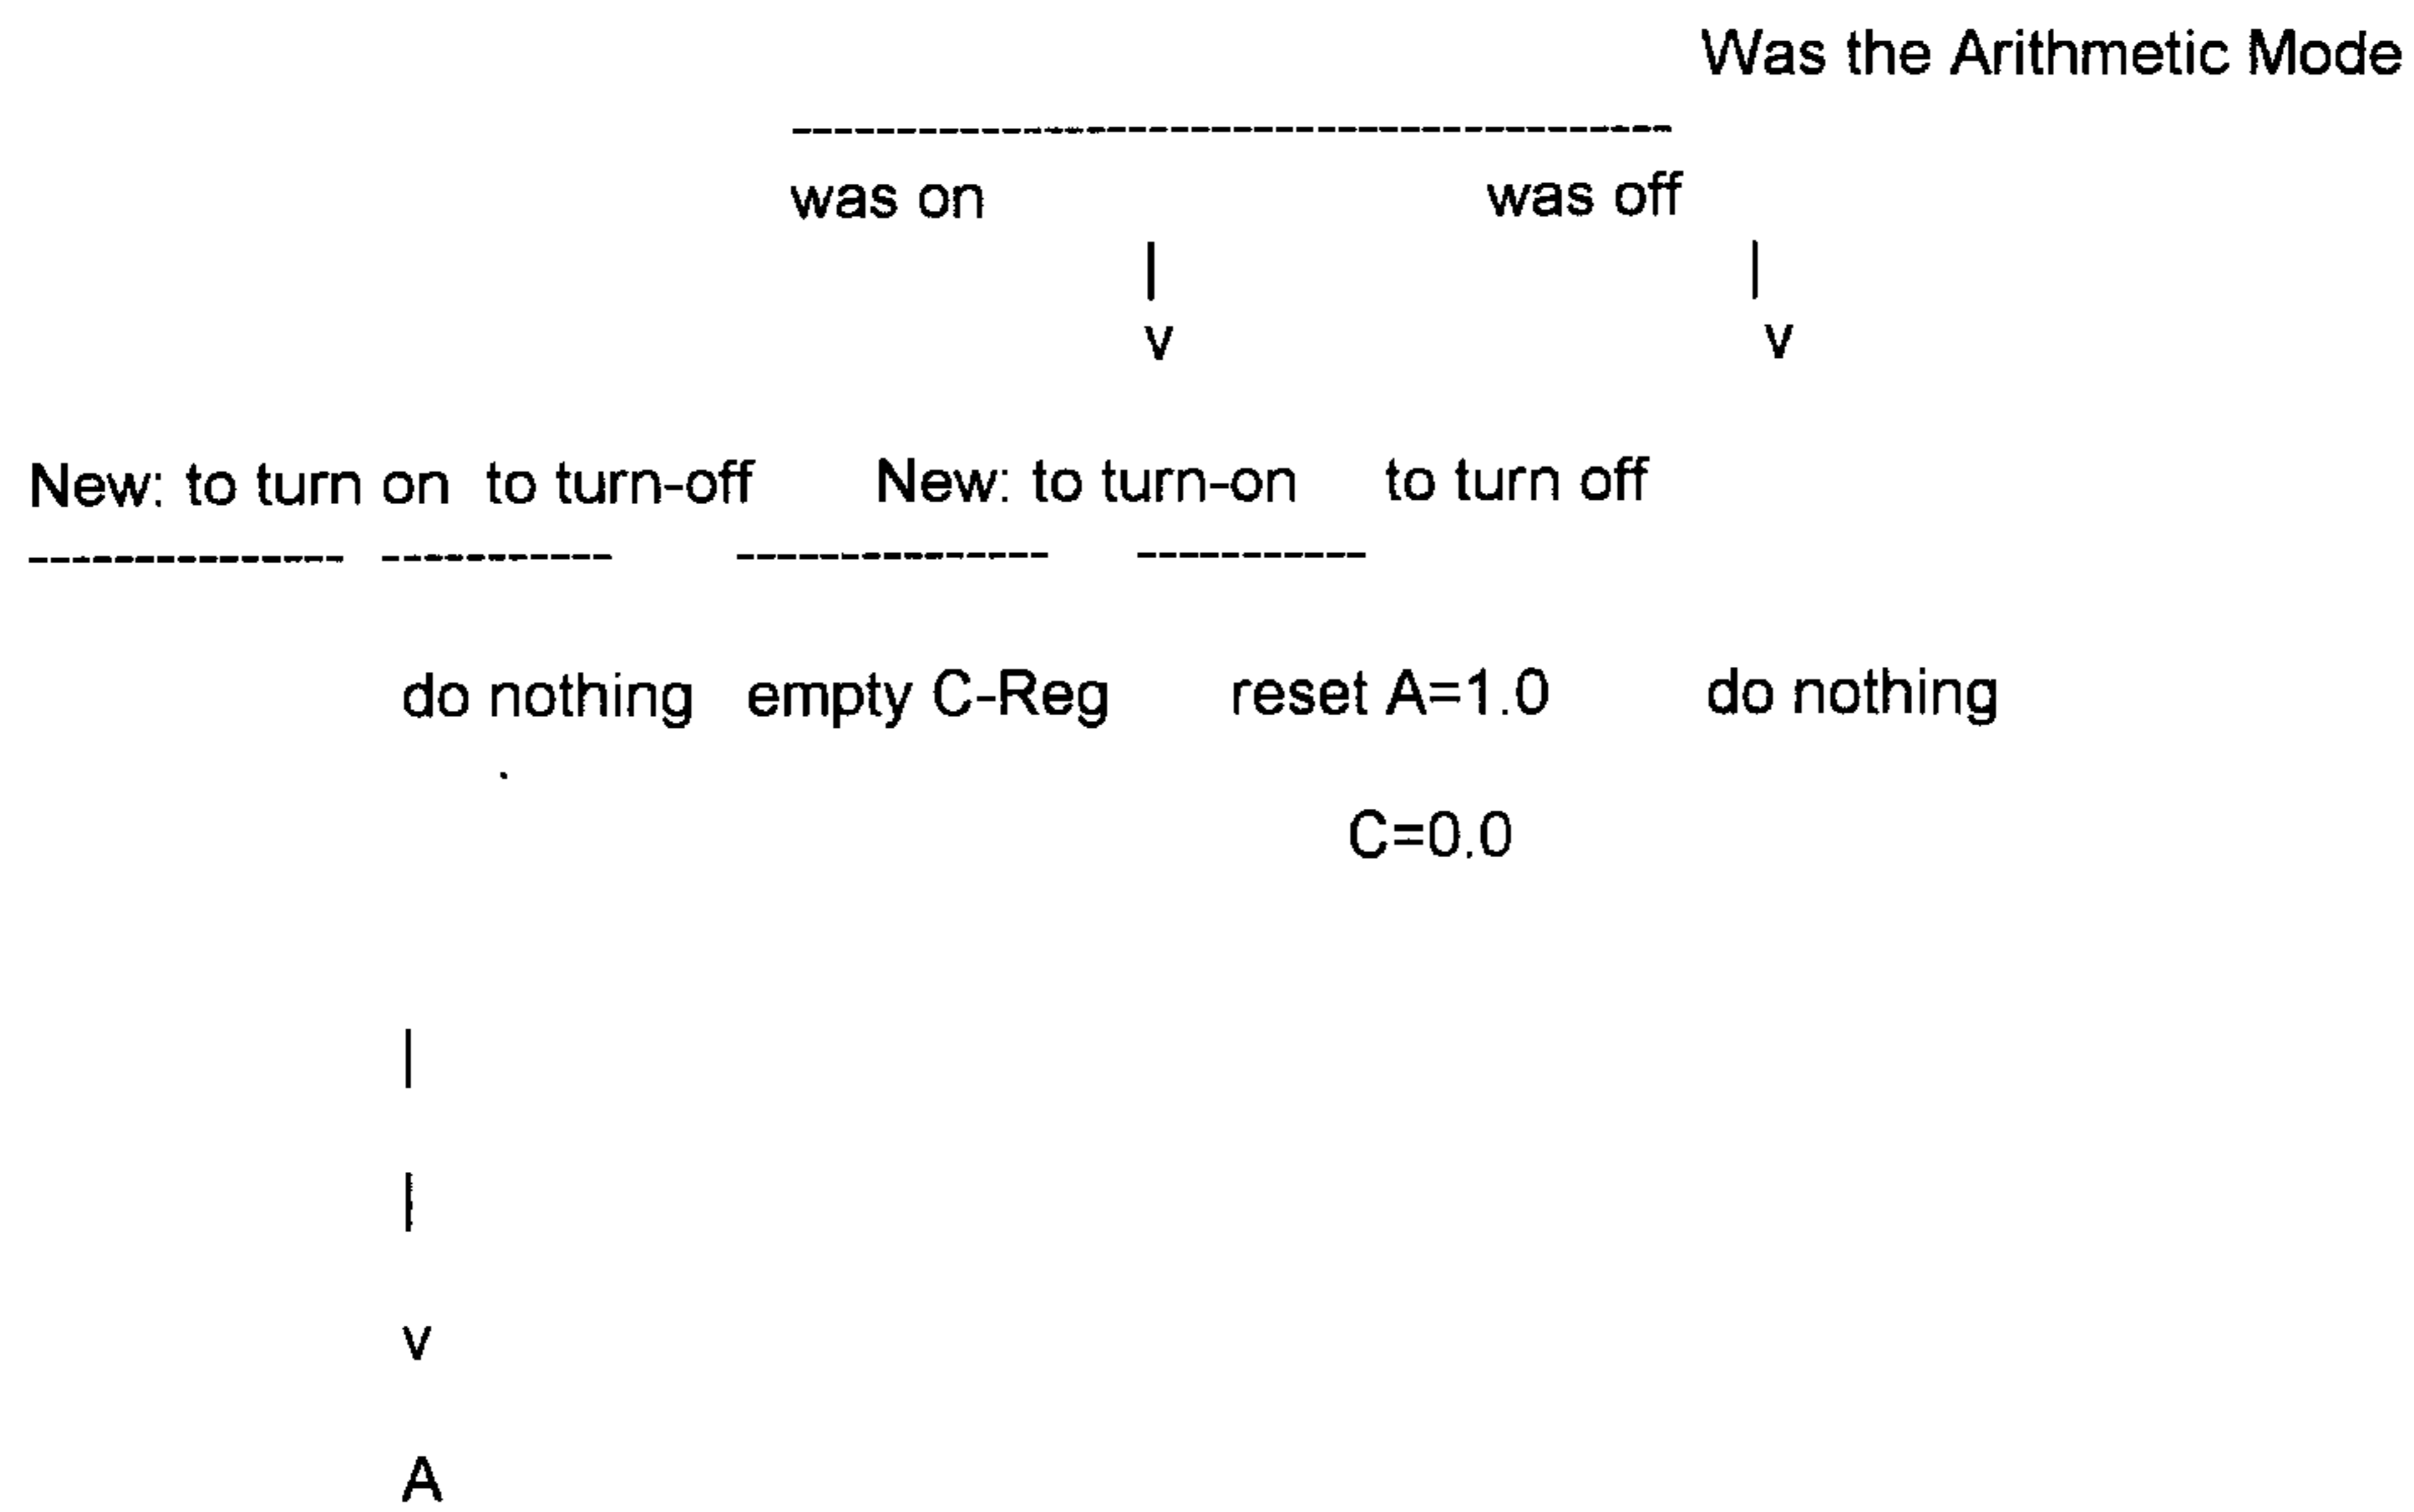 Was the Arithmetic Mode
------------------------------------------
was on was off
| |
v v
New: to turn on to turn-off New: to turn-on to turn off
--------------- ----------- --------------- -----------
do nothing empty C-Reg reset A=1.0 do nothing
C=0.0
|
|
v
A